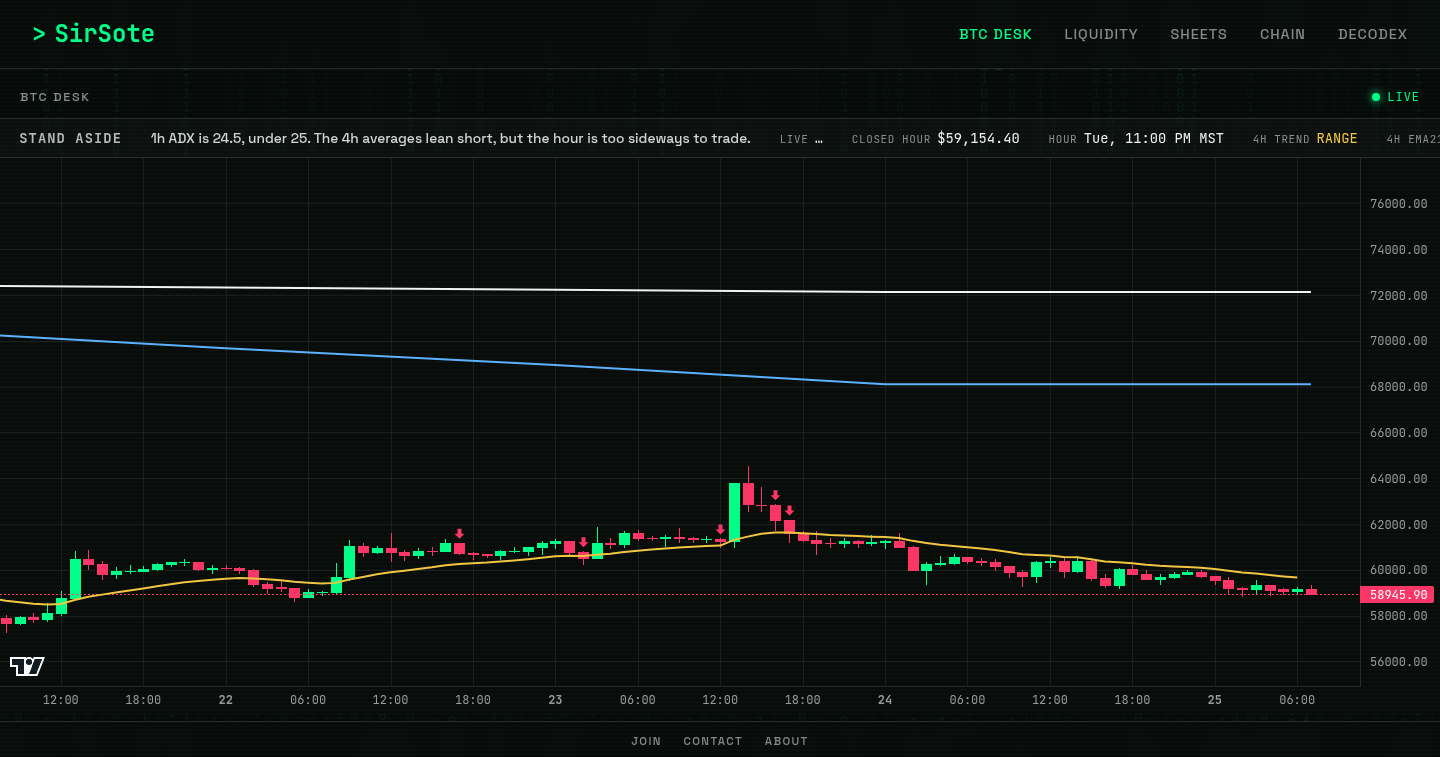 > SirSote
BTC DESK LIQUIDITY SHEETS CHAIN DECODEX
BTC DESK
LIVE
STAND ASIDE 1h ADX is 24.5, under 25. The 4h averages lean short, but the hour is too sideways to trade. LIVE … CLOSED HOUR $59,154.40 HOUR Tue, 11:00 PM MST 4H TREND RANGE 4H EMA21
76000.00
74000.00
72000.00
70000.00
68000.00
66000.00
64000.00
62000.00
60000.00
58945.90
58000.00
56000.00
12:00 18:00 22 06:00 12:00 18:00 23 06:00 12:00 18:00 24 06:00 12:00 18:00 25 06:00
JOIN CONTACT ABOUT